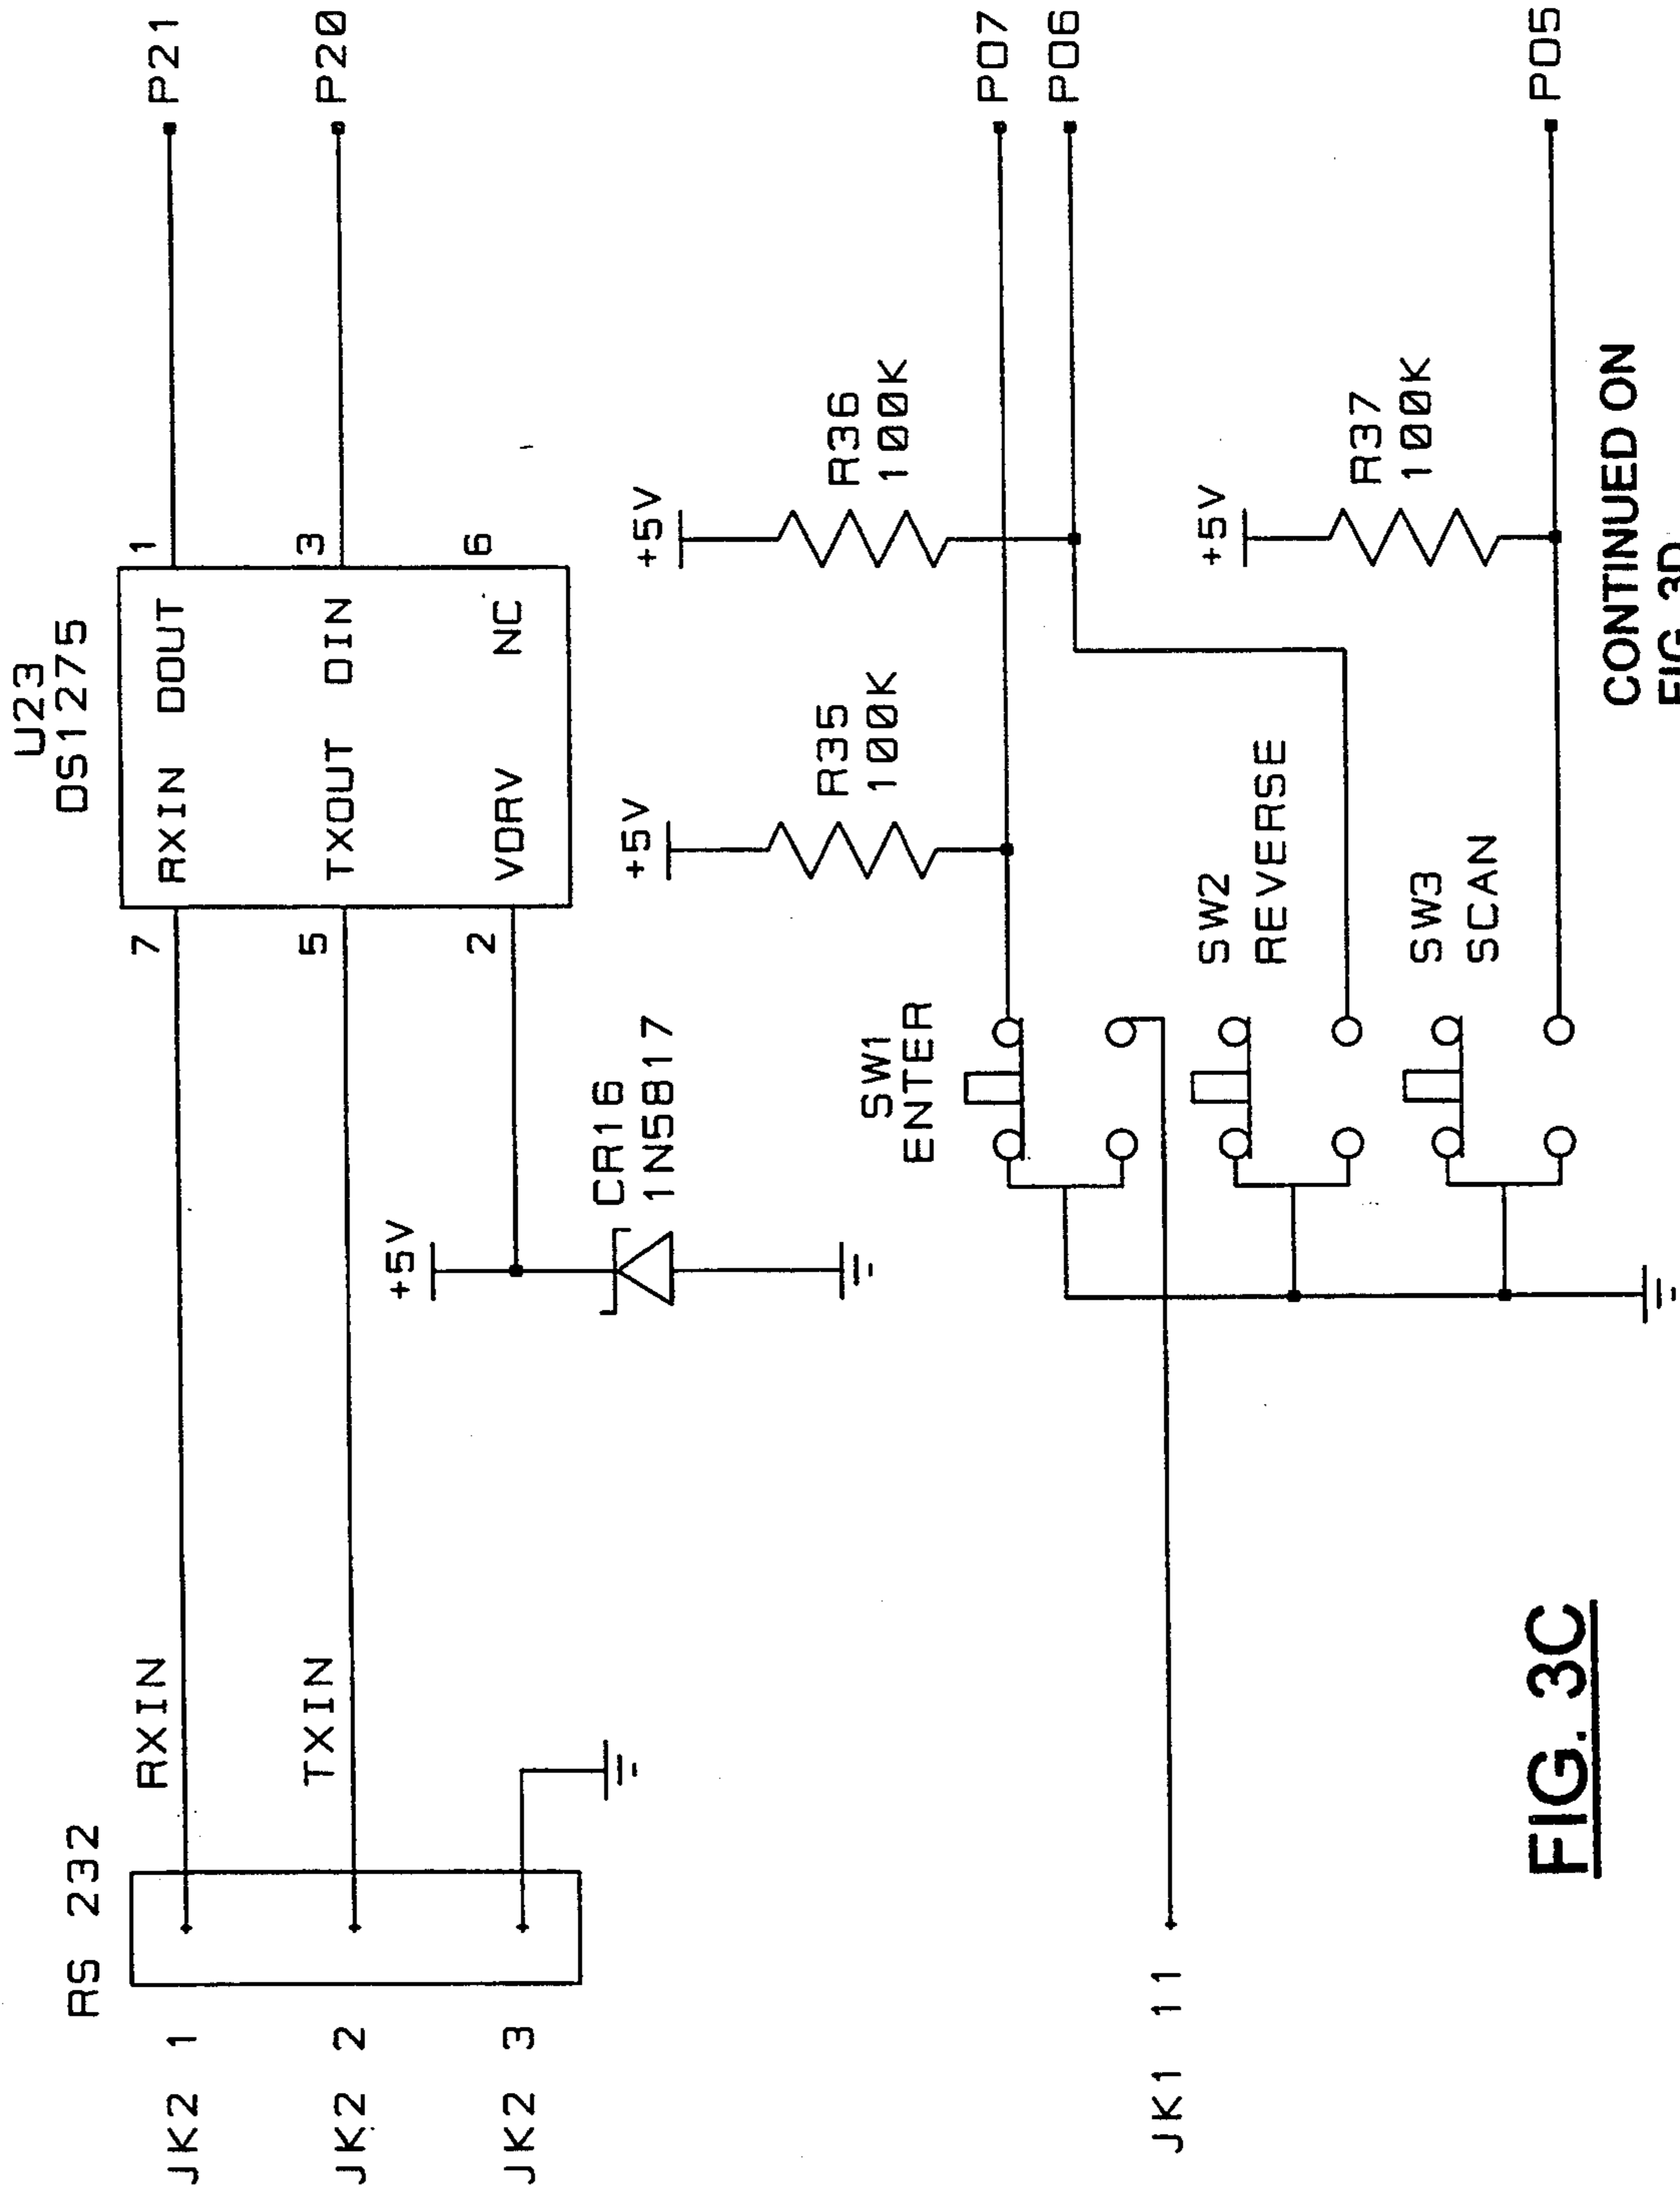 U23
DS1275
RS 232
JK2 1
RXIN
7
RXIN DOUT
1
P21
JK2 2
TXIN
5
TXOUT DIN
3
P20
JK2 3
2
VDRV NC
6
+5V
CR16
1N5817
+5V
R35
100K
+5V
R36
100K
SW1
ENTER
P07
P06
JK1 11
SW2
REVERSE
+5V
R37
100K
SW3
SCAN
P05
CONTINUED ON
FIG. 3D
FIG. 3C